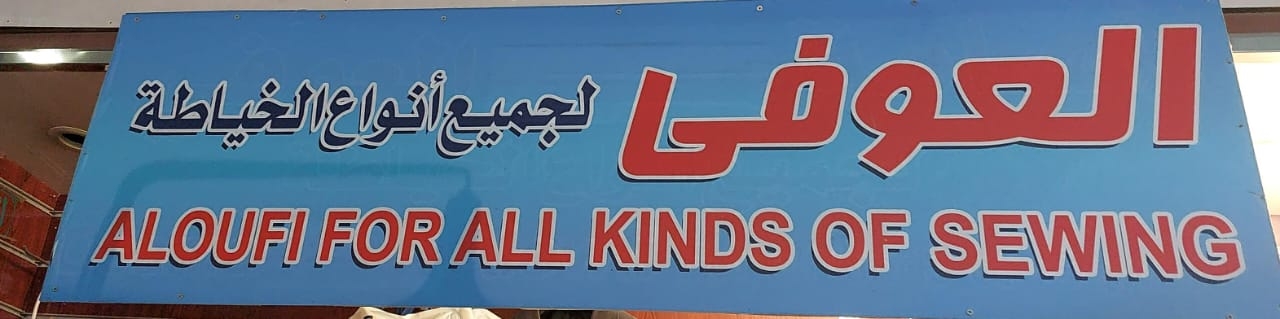 العوفى لجميع أنواع الخياطة
ALOUFI FOR ALL KINDS OF SEWING